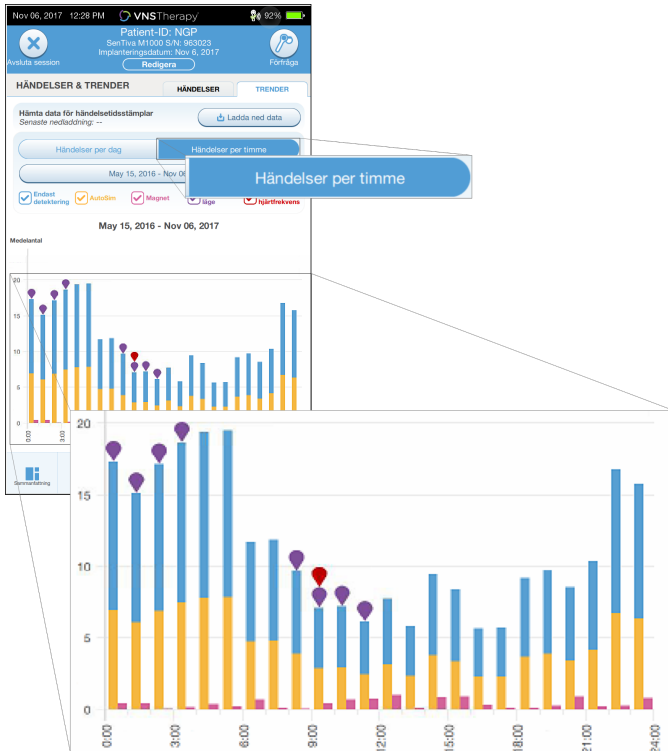 Nov 06, 2017 12:28 PM VNSTherapy 92%
Patient-ID: NGP
SenTiva M1000 S/N: 963023
Implanteringsdatum: Nov 6, 2017
Avsluta session Redigera Förfråga
HÄNDELSER & TRENDER HÄNDELSER TRENDER
Hämta data för händelsetidsstämplar
Senaste nedladdning: --
Ladda ned data
Händelser per dag Händelser per timme
May 15, 2016 - Nov 06
Händelser per timme
Endast detektering AutoStim Magnet läge hjärtfrekvens
May 15, 2016 - Nov 06, 2017
Medelantal
20
15
10
5
0
0:00 3:00
Sammanfattning
20
15
10
5
0
0:00 3:00 6:00 9:00 12:00 15:00 18:00 21:00 24:00